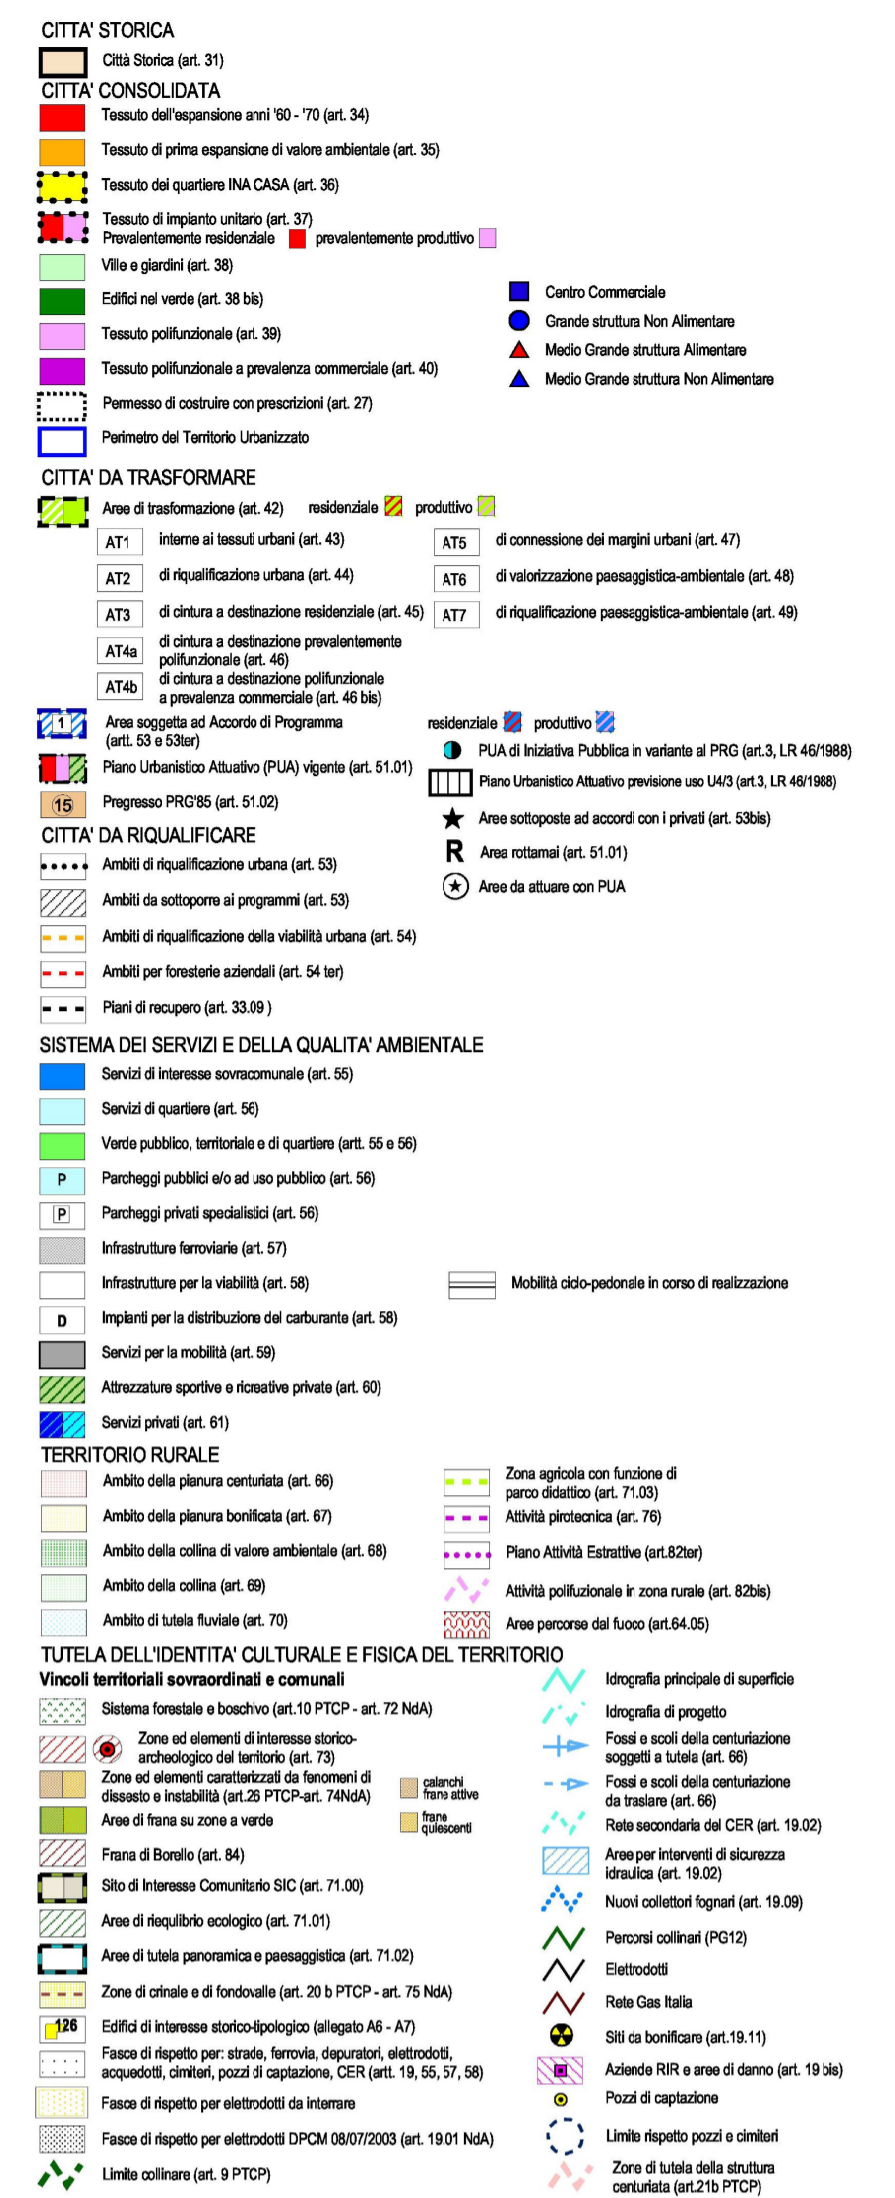 CITTA' STORICA
Città Storica (art. 31)
CITTA' CONSOLIDATA
Tessuto dell'espansione anni '60 - '70 (art. 34)
Tessuto di prima espansione di valore ambientale (art. 35)
Tessuto dei quartiere INA CASA (art. 36)
Tessuto di impianto unitario (art. 37)
Prevalentemente residenziale prevalentemente produttivo
Ville e giardini (art. 38)
Edifici nel verde (art. 38 bis)
Tessuto polifunzionale (art. 39)
Tessuto polifunzionale a prevalenza commerciale (art. 40)
Permesso di costruire con prescrizioni (art. 27)
Perimetro del Territorio Urbanizzato
Centro Commerciale
Grande struttura Non Alimentare
Medio Grande struttura Alimentare
Medio Grande struttura Non Alimentare
CITTA' DA TRASFORMARE
Aree di trasformazione (art. 42) residenziale produttivo
AT1 interne ai tessuti urbani (art. 43)
AT2 di riqualificazione urbana (art. 44)
AT3 di cintura a destinazione residenziale (art. 45)
AT4a di cintura a destinazione prevalentemente
polifunzionale (art. 46)
AT4b di cintura a destinazione polifunzionale
a prevalenza commerciale (art. 46 bis)
AT5 di connessione dei margini urbani (art. 47)
AT6 di valorizzazione paesaggistica-ambientale (art. 48)
AT7 di riqualificazione paesaggistica-ambientale (art. 49)
1 Area soggetta ad Accordo di Programma
(artt. 53 e 53ter)
residenziale produttivo
Piano Urbanistico Attuativo (PUA) vigente (art. 51.01)
15 Pregresso PRG'85 (art. 51.02)
PUA di Iniziativa Pubblica in variante al PRG (art.3, LR 46/1988)
Piano Urbanistico Attuativo previsione uso U4/3 (art.3, LR 46/1988)
Aree sottoposte ad accordi con i privati (art. 53bis)
R Area rottamai (art. 51.01)
Aree da attuare con PUA
CITTA' DA RIQUALIFICARE
Ambiti di riqualificazione urbana (art. 53)
Ambiti da sottoporre ai programmi (art. 53)
Ambiti di riqualificazione della viabilità urbana (art. 54)
Ambiti per foresterie aziendali (art. 54 ter)
Piani di recupero (art. 33.09 )
SISTEMA DEI SERVIZI E DELLA QUALITA' AMBIENTALE
Servizi di interesse sovracomunale (art. 55)
Servizi di quartiere (art. 56)
Verde pubblico, territoriale e di quartiere (artt. 55 e 56)
P Parcheggi pubblici e/o ad uso pubblico (art. 56)
P Parcheggi privati specialistici (art. 56)
Infrastrutture ferroviarie (art. 57)
Infrastrutture per la viabilità (art. 58)
Mobilità ciclo-pedonale in corso di realizzazione
D Impianti per la distribuzione del carburante (art. 58)
Servizi per la mobilità (art. 59)
Attrezzature sportive e ricreative private (art. 60)
Servizi privati (art. 61)
TERRITORIO RURALE
Ambito della pianura centuriata (art. 66)
Ambito della pianura bonificata (art. 67)
Ambito della collina di valore ambientale (art. 68)
Ambito della collina (art. 69)
Ambito di tutela fluviale (art. 70)
Zona agricola con funzione di
parco didattico (art. 71.03)
Attività pirotecnica (art. 76)
Piano Attività Estrattive (art.82ter)
Attività polifuzionale in zona rurale (art. 82bis)
Aree percorse dal fuoco (art.64.05)
TUTELA DELL'IDENTITA' CULTURALE E FISICA DEL TERRITORIO
Vincoli territoriali sovraordinati e comunali
Sistema forestale e boschivo (art.10 PTCP - art. 72 NdA)
Zone ed elementi di interesse storico-
archeologico del territorio (art. 73)
Zone ed elementi caratterizzati da fenomeni di
dissesto e instabilità (art.26 PTCP-art. 74NdA)
calanchi
frane attive
Aree di frana su zone a verde
frane
quiescenti
Frana di Borello (art. 84)
Sito di Interesse Comunitario SIC (art. 71.00)
Aree di riequlibrio ecologico (art. 71.01)
Aree di tutela panoramica e paesaggistica (art. 71.02)
Zone di crinale e di fondovalle (art. 20 b PTCP - art. 75 NdA)
126 Edifici di interesse storico-tipologico (allegato A6 - A7)
Fasce di rispetto per: strade, ferrovia, depuratori, elettrodotti,
acquedotti, cimiteri, pozzi di captazione, CER (artt. 19, 55, 57, 58)
Fasce di rispetto per elettrodotti da interrare
Fasce di rispetto per elettrodotti DPCM 08/07/2003 (art. 19.01 NdA)
Limite collinare (art. 9 PTCP)
Idrografia principale di superficie
Idrografia di progetto
Fossi e scoli della centuriazione
soggetti a tutela (art. 66)
Fossi e scoli della centuriazione
da traslare (art. 66)
Rete secondaria del CER (art. 19.02)
Aree per interventi di sicurezza
idraulica (art. 19.02)
Nuovi collettori fognari (art. 19.09)
Percorsi collinari (PG12)
Elettrodotti
Rete Gas Italia
Siti da bonificare (art.19.11)
Aziende RIR e aree di danno (art. 19 bis)
Pozzi di captazione
Limite rispetto pozzi e cimiteri
Zone di tutela della struttura
centuriata (art.21b PTCP)